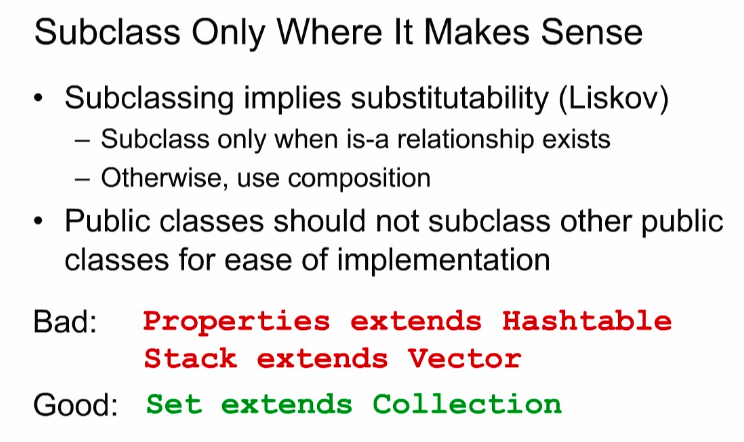 Subclass Only Where It Makes Sense
• Subclassing implies substitutability (Liskov)
– Subclass only when is-a relationship exists
– Otherwise, use composition
• Public classes should not subclass other public
classes for ease of implementation
Bad: Properties extends Hashtable
Stack extends Vector
Good: Set extends Collection